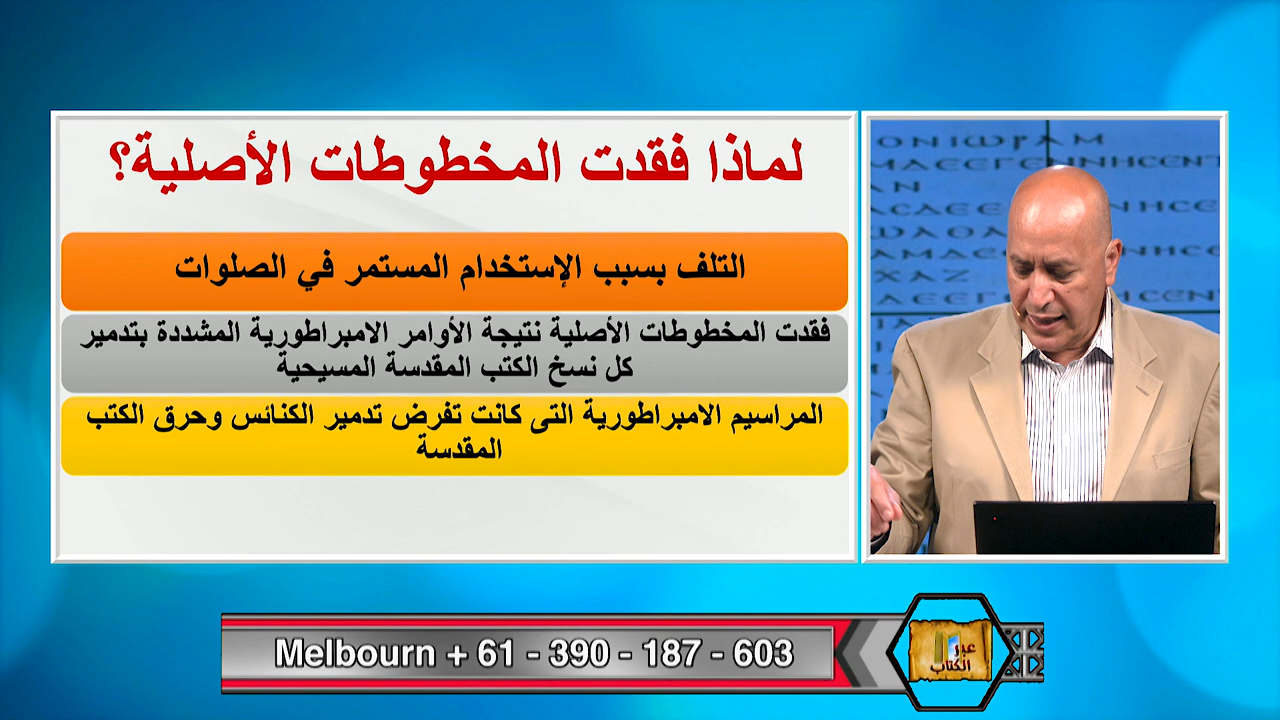 لماذا فقدت المخطوطات الأصلية؟
التلف بسبب الإستخدام المستمر في الصلوات
فقدت المخطوطات الأصلية نتيجة الأوامر الامبراطورية المشددة بتدمير
كل نسخ الكتب المقدسة المسيحية
المراسيم الامبراطورية التى كانت تفرض تدمير الكنائس وحرق الكتب
المقدسة
Melbourn + 61 - 390 - 187 - 603
عبر
الكتاب